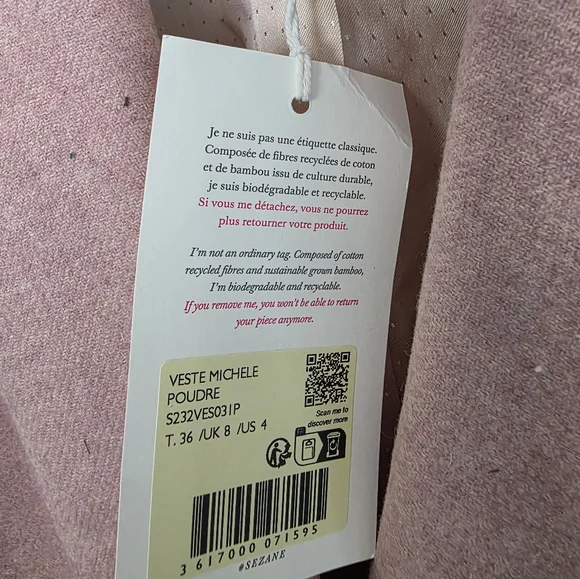 Je ne suis pas une étiquette classique.
Composée de fibres recyclées de coton
et de bambou issu de culture durable,
je suis biodégradable et recyclable.
Si vous me détachez, vous ne pourrez
plus retourner votre produit.
I'm not an ordinary tag. Composed of cotton
recycled fibres and sustainable grown bamboo,
I'm biodegradable and recyclable.
If you remove me, you won't be able to return
your piece anymore.
VESTE MICHELE
POUDRE
S232VES031P
T. 36 /UK 8 /US 4
Scan me to
discover more
FR
3 617000 071595
#SEZANE